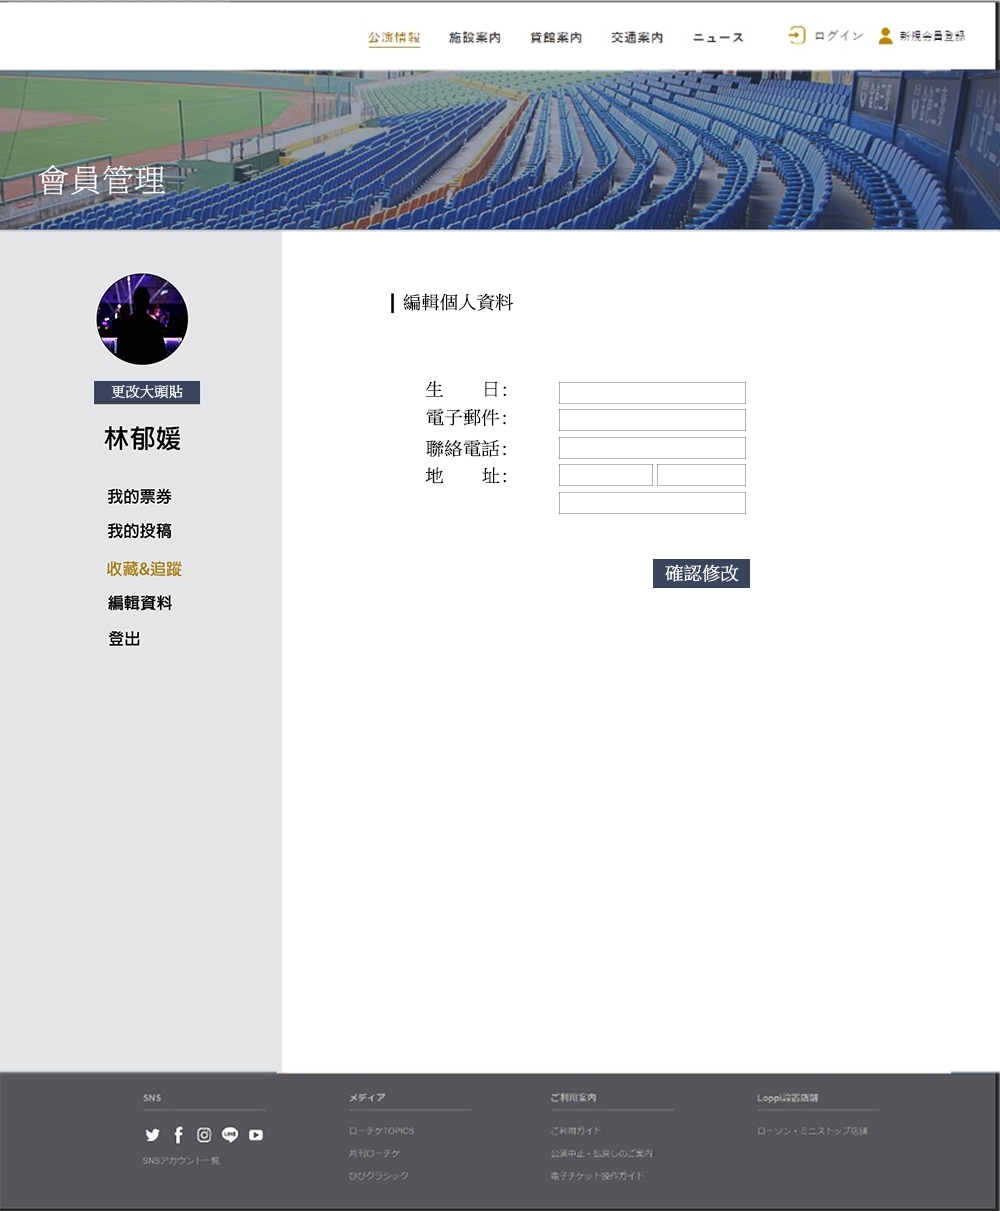 公演情報 施設案内 貸館案内 交通案内 ニュース ログイン 新規会員登録
會員管理
更改大頭貼
林郁媛
我的票券
我的投稿
收藏&追蹤
編輯資料
登出
編輯個人資料
生 日：
電子郵件：
聯絡電話：
地 址：
確認修改
SNS
SNSアカウント一覧
メディア
ローチケTOPICS
月刊ローチケ
ひびクラシック
ご利用案内
ご利用ガイド
公演中止・払戻しのご案内
電子チケット操作ガイド
Loppi設置店舗
ローソン・ミニストップ店舗